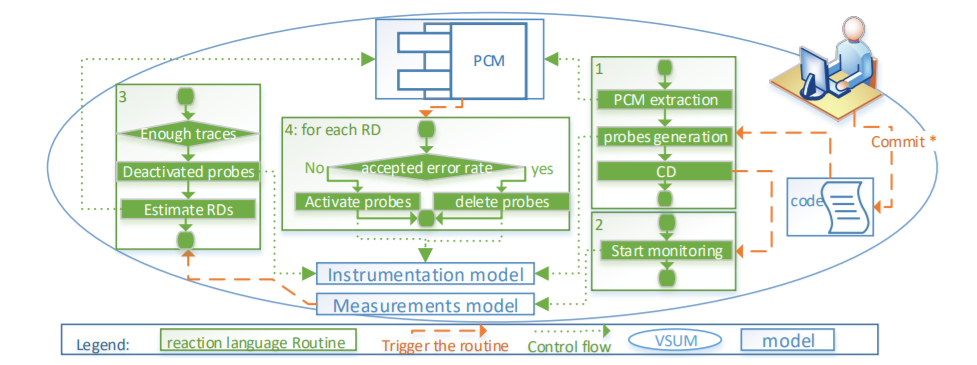 PCM
1
PCM extraction
probes generation
CD
Commit *
code
2
Start monitoring
3
Enough traces
Deactivated probes
Estimate RDs
4: for each RD
No
accepted error rate
yes
Activate probes
delete probes
Instrumentation model
Measurements model
Legend:
reaction language Routine
Trigger the routine
Control flow
VSUM
model